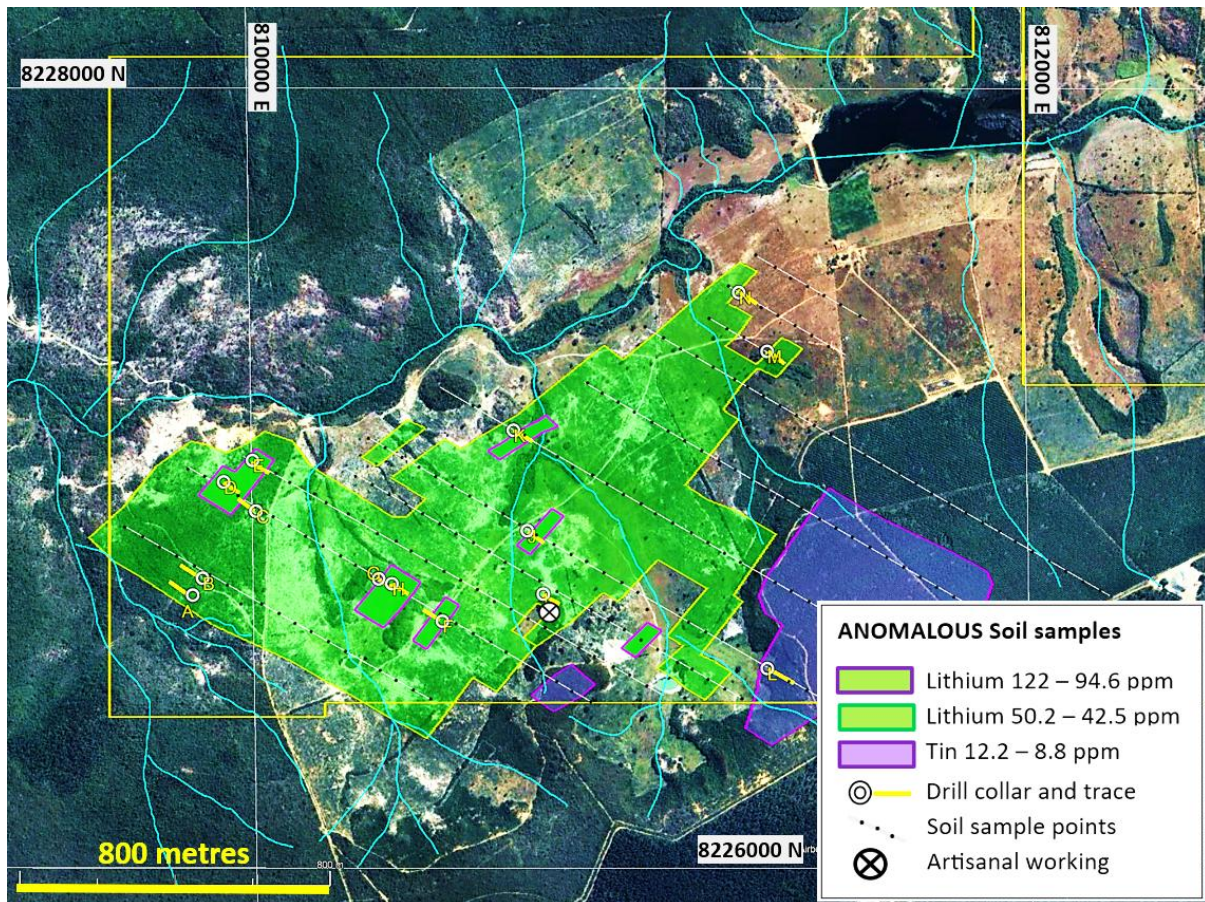 810000 E
812000 E
8228000 N
N
M
K
E
D
C
J
G
H
B
A
F
L
8226000 N
800 metres
800 m
ANOMALOUS Soil samples
Lithium 122 – 94.6 ppm
Lithium 50.2 – 42.5 ppm
Tin 12.2 – 8.8 ppm
Drill collar and trace
Soil sample points
Artisanal working